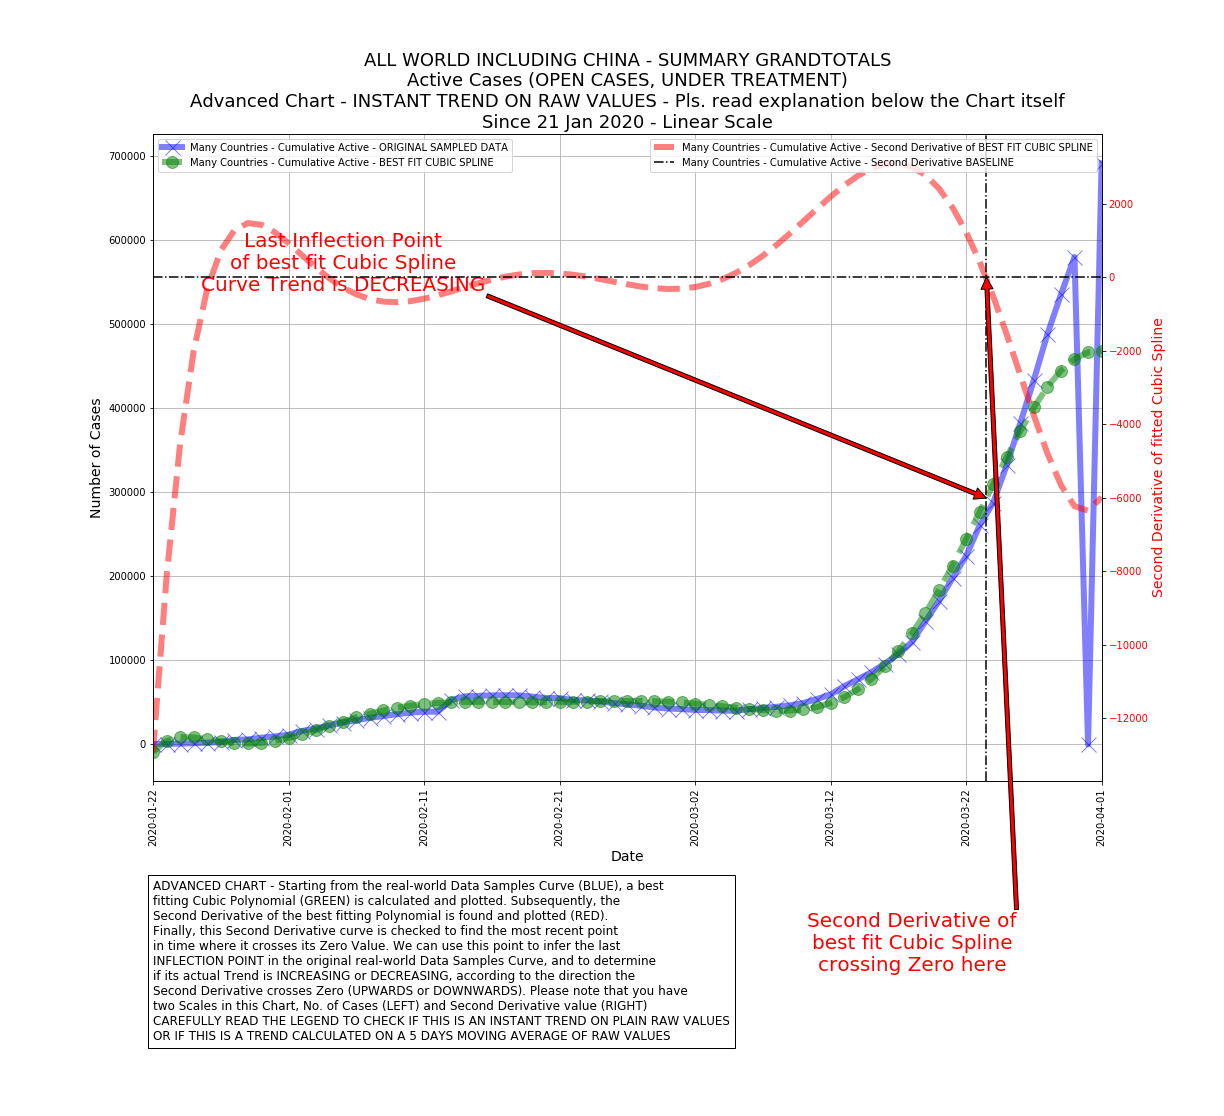 ALL WORLD INCLUDING CHINA - SUMMARY GRANDTOTALS
Active Cases (OPEN CASES, UNDER TREATMENT)
Advanced Chart - INSTANT TREND ON RAW VALUES - Pls. read explanation below the Chart itself
Since 21 Jan 2020 - Linear Scale
Many Countries - Cumulative Active - ORIGINAL SAMPLED DATA
Many Countries - Cumulative Active - BEST FIT CUBIC SPLINE
Many Countries - Cumulative Active - Second Derivative of BEST FIT CUBIC SPLINE
Many Countries - Cumulative Active - Second Derivative BASELINE
700000
600000
500000
400000
300000
200000
100000
0
Number of Cases
Last Inflection Point
of best fit Cubic Spline
Curve Trend is DECREASING
2000
0
−2000
−4000
−6000
−8000
−10000
−12000
Second Derivative of fitted Cubic Spline
2020-01-22
2020-02-01
2020-02-11
2020-02-21
2020-03-02
2020-03-12
2020-03-22
2020-04-01
Date
ADVANCED CHART - Starting from the real-world Data Samples Curve (BLUE), a best
fitting Cubic Polynomial (GREEN) is calculated and plotted. Subsequently, the
Second Derivative of the best fitting Polynomial is found and plotted (RED).
Finally, this Second Derivative curve is checked to find the most recent point
in time where it crosses its Zero Value. We can use this point to infer the last
INFLECTION POINT in the original real-world Data Samples Curve, and to determine
if its actual Trend is INCREASING or DECREASING, according to the direction the
Second Derivative crosses Zero (UPWARDS or DOWNWARDS). Please note that you have
two Scales in this Chart, No. of Cases (LEFT) and Second Derivative value (RIGHT)
CAREFULLY READ THE LEGEND TO CHECK IF THIS IS AN INSTANT TREND ON PLAIN RAW VALUES
OR IF THIS IS A TREND CALCULATED ON A 5 DAYS MOVING AVERAGE OF RAW VALUES
Second Derivative of
best fit Cubic Spline
crossing Zero here